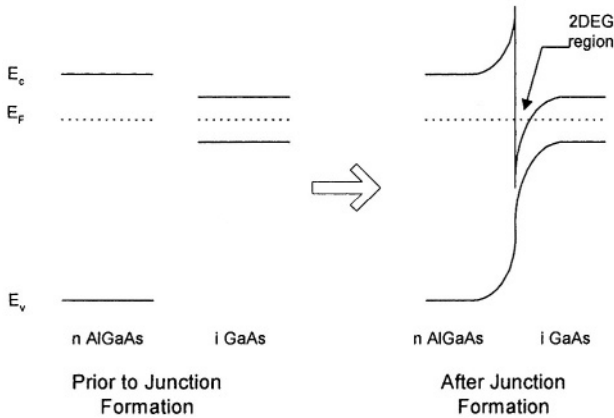 2DEG
region
E_c
E_F
E_v
n AlGaAs
i GaAs
n AlGaAs
i GaAs
Prior to Junction
Formation
After Junction
Formation